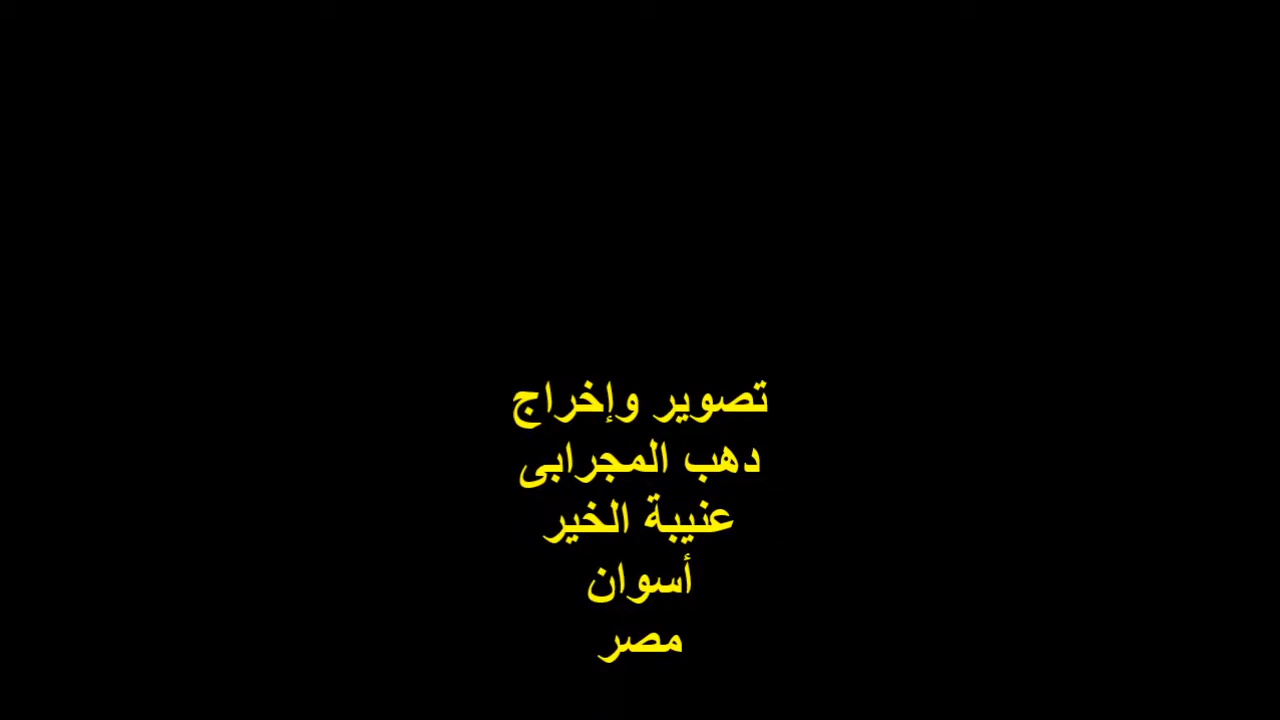 تصوير وإخراج
دهب المجرابى
عنيبة الخير
أسوان
مصر